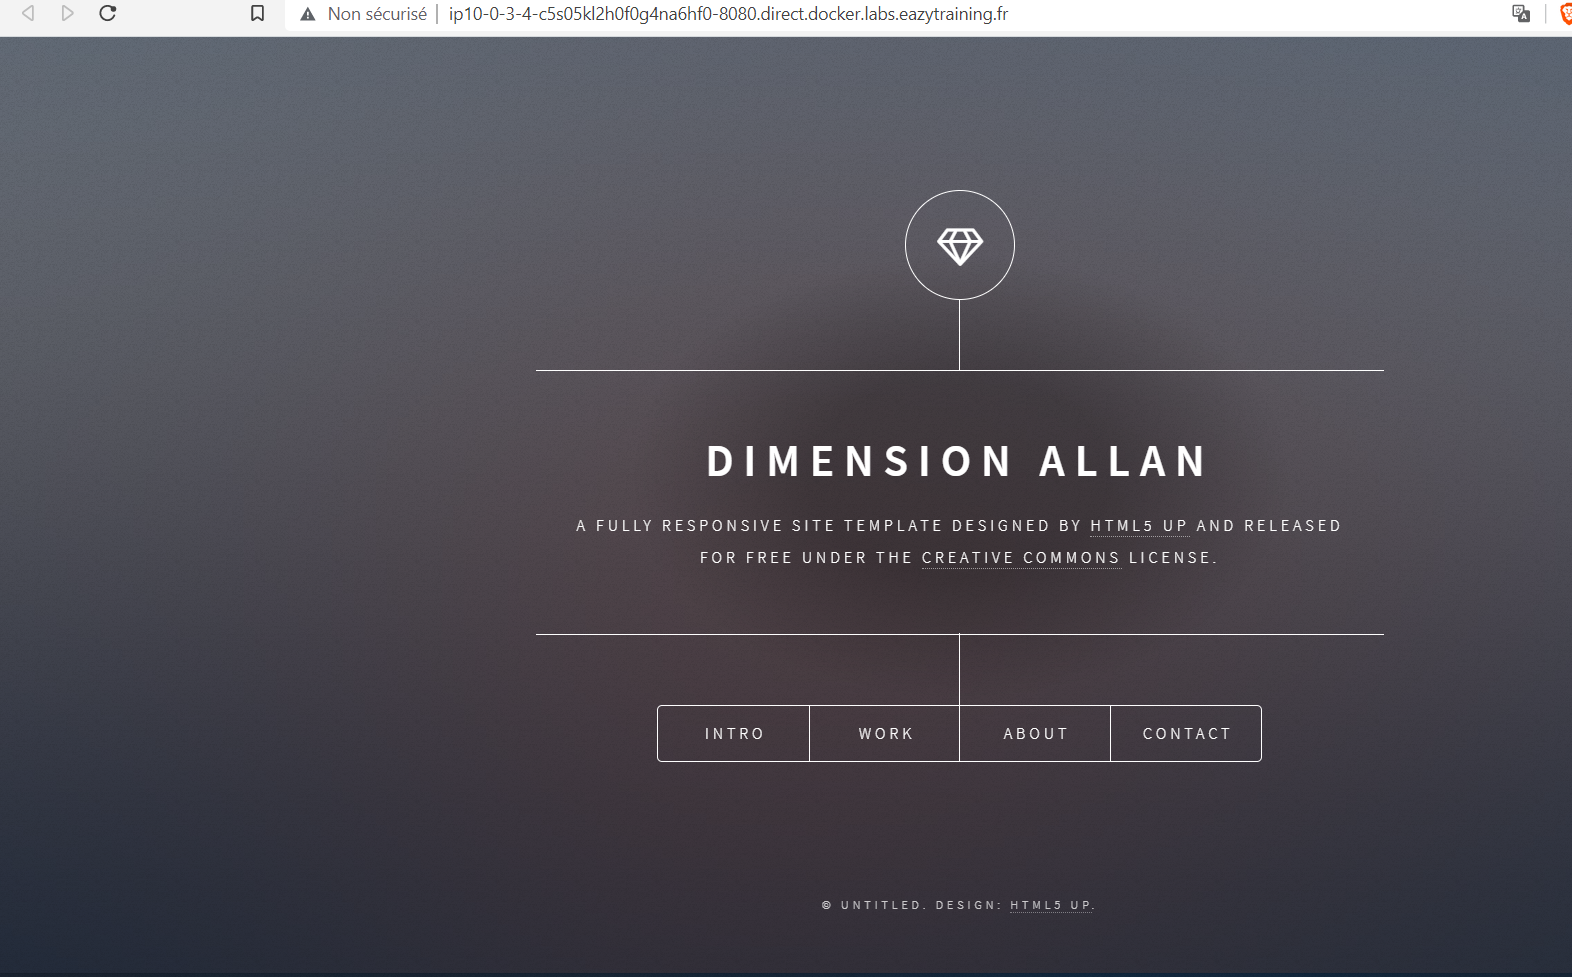 Non sécurisé | ip10-0-3-4-c5s05kl2h0f0g4na6hf0-8080.direct.docker.labs.eazytraining.fr
DIMENSION ALLAN
A FULLY RESPONSIVE SITE TEMPLATE DESIGNED BY HTML5 UP AND RELEASED
FOR FREE UNDER THE CREATIVE COMMONS LICENSE.
INTRO WORK ABOUT CONTACT
© UNTITLED. DESIGN: HTML5 UP.